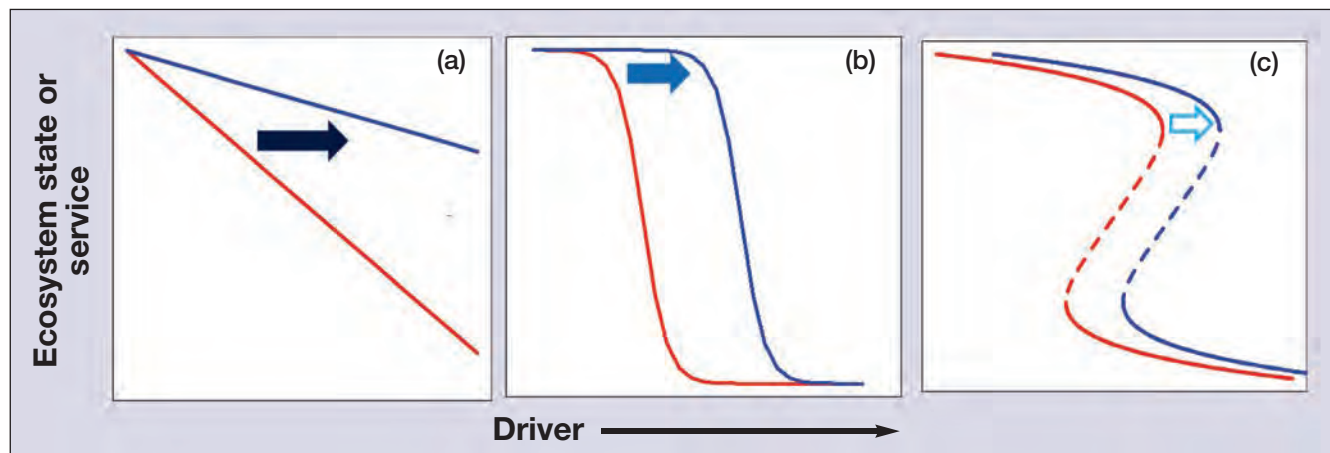 (a)
(b)
(c)
Ecosystem state or
service
Driver